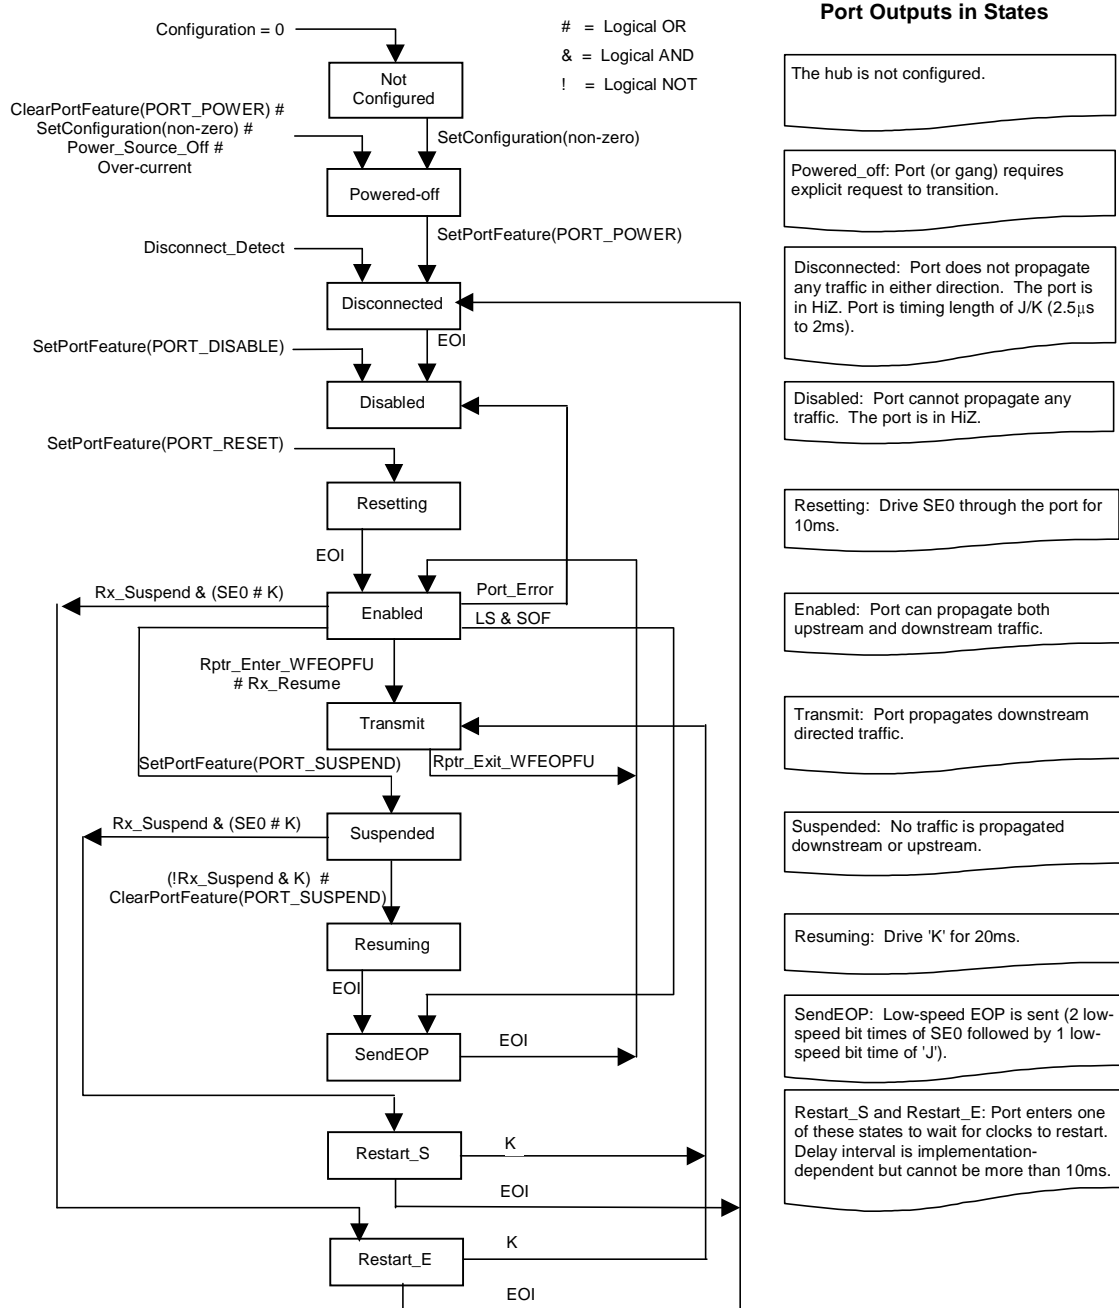 Port Outputs in States
Configuration = 0
# = Logical OR
& = Logical AND
! = Logical NOT
Not
Configured
The hub is not configured.
ClearPortFeature(PORT_POWER) #
SetConfiguration(non-zero) #
Power_Source_Off #
Over-current
SetConfiguration(non-zero)
Powered-off
Powered_off: Port (or gang) requires
explicit request to transition.
SetPortFeature(PORT_POWER)
Disconnect_Detect
Disconnected
Disconnected: Port does not propagate
any traffic in either direction. The port is
in HiZ. Port is timing length of J/K (2.5µs
to 2ms).
EOI
SetPortFeature(PORT_DISABLE)
Disabled
Disabled: Port cannot propagate any
traffic. The port is in HiZ.
SetPortFeature(PORT_RESET)
Resetting
Resetting: Drive SE0 through the port for
10ms.
EOI
Rx_Suspend & (SE0 # K)
Port_Error
Enabled
LS & SOF
Enabled: Port can propagate both
upstream and downstream traffic.
Rptr_Enter_WFEOPFU
# Rx_Resume
Transmit
Transmit: Port propagates downstream
directed traffic.
SetPortFeature(PORT_SUSPEND)
Rptr_Exit_WFEOPFU
Rx_Suspend & (SE0 # K)
Suspended
Suspended: No traffic is propagated
downstream or upstream.
(!Rx_Suspend & K) #
ClearPortFeature(PORT_SUSPEND)
Resuming
Resuming: Drive 'K' for 20ms.
EOI
SendEOP
EOI
SendEOP: Low-speed EOP is sent (2 low-
speed bit times of SE0 followed by 1 low-
speed bit time of 'J').
Restart_S
K
EOI
Restart_S and Restart_E: Port enters one
of these states to wait for clocks to restart.
Delay interval is implementation-
dependent but cannot be more than 10ms.
Restart_E
K
EOI